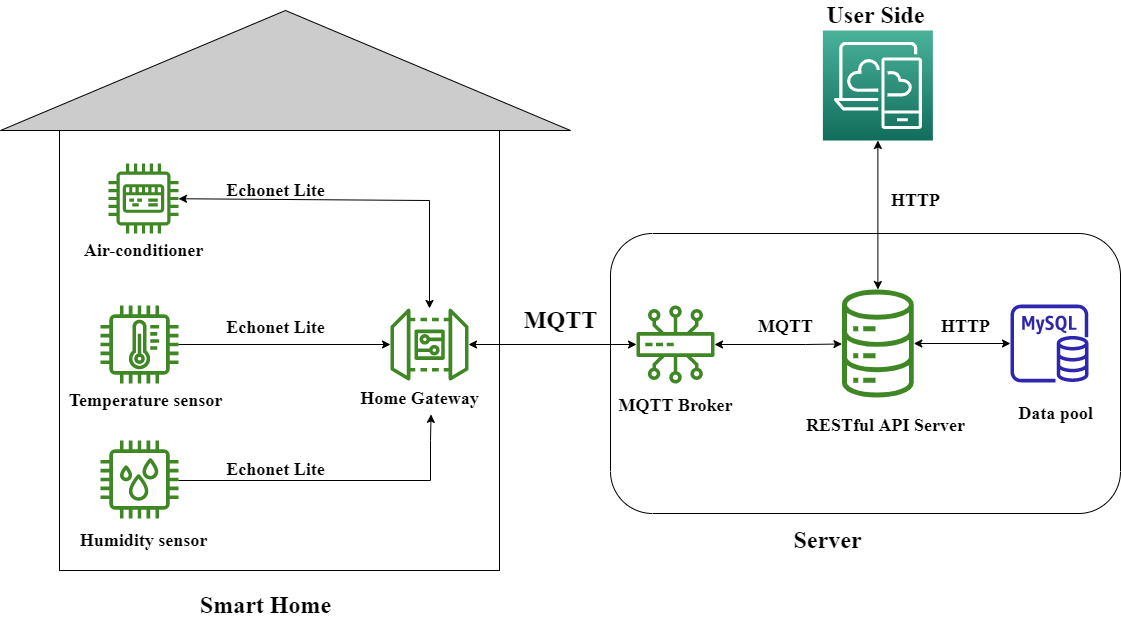 User Side
HTTP
Echonet Lite
Air-conditioner
Echonet Lite
Temperature sensor
Home Gateway
Echonet Lite
Humidity sensor
Smart Home
MQTT
MQTT Broker
MQTT
RESTful API Server
HTTP
MySQL
Data pool
Server